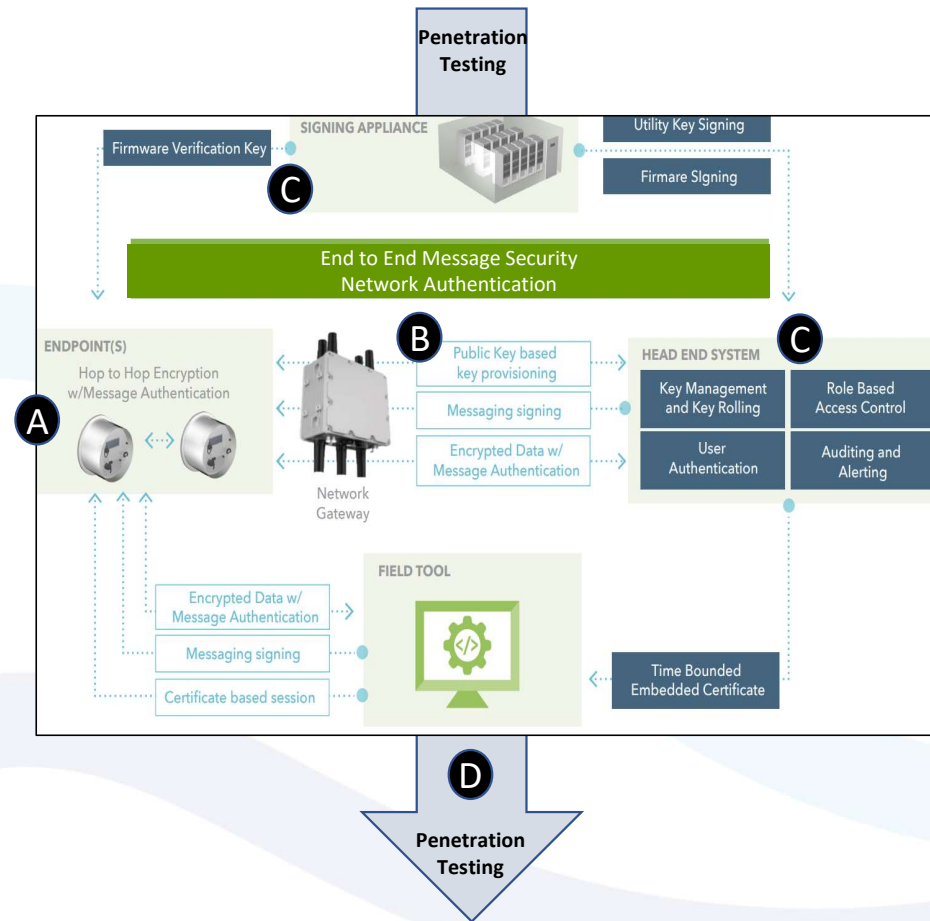 Penetration
Testing
SIGNING APPLIANCE
Utility Key Signing
Firmware Verification Key
C
Firmare SIgning
End to End Message Security
Network Authentication
B
C
ENDPOINT(S)
Hop to Hop Encryption
w/Message Authentication
A
Public Key based
key provisioning
Messaging signing
Encrypted Data w/
Message Authentication
Network
Gateway
HEAD END SYSTEM
Key Management
and Key Rolling
Role Based
Access Control
User
Authentication
Auditing and
Alerting
FIELD TOOL
</>
Encrypted Data w/
Message Authentication
Messaging signing
Certificate based session
Time Bounded
Embedded Certificate
D
Penetration
Testing